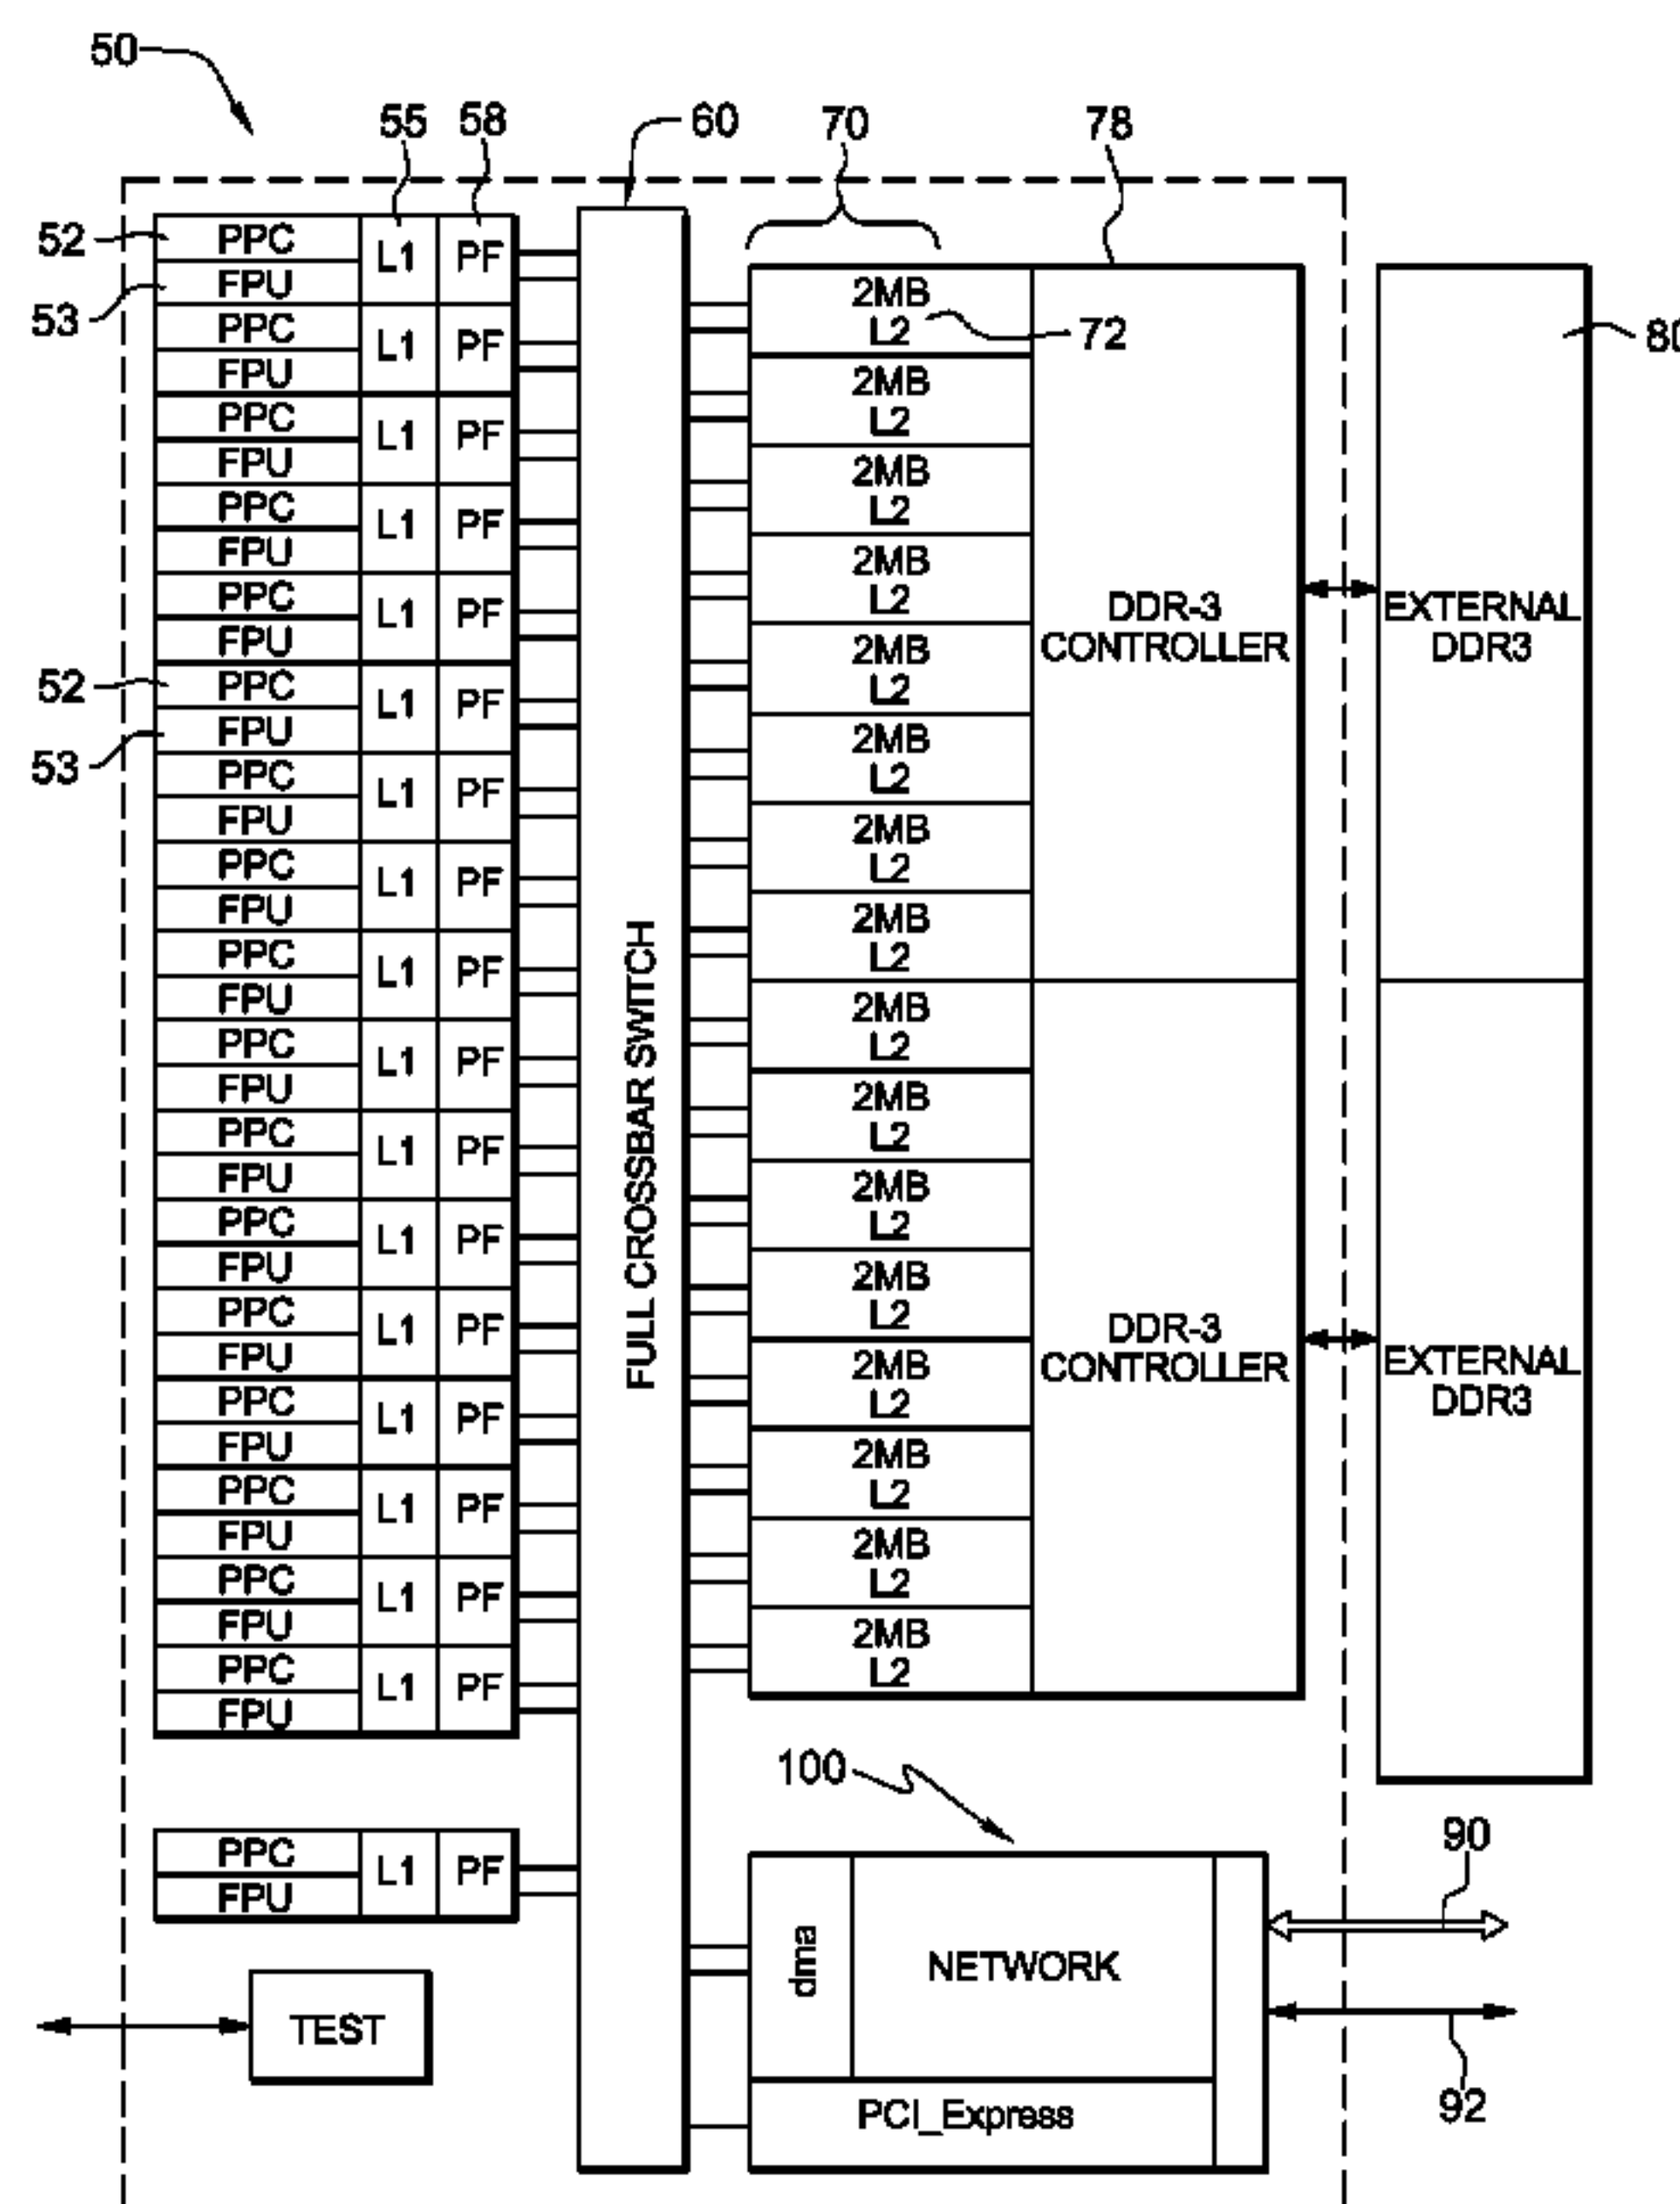 50
55
58
60
70
78
52
53
52
53
PPC
FPU
L1
PF
PPC
FPU
L1
PF
PPC
FPU
L1
PF
PPC
FPU
L1
PF
PPC
FPU
L1
PF
PPC
FPU
L1
PF
PPC
FPU
L1
PF
PPC
FPU
L1
PF
PPC
FPU
L1
PF
PPC
FPU
L1
PF
PPC
FPU
L1
PF
PPC
FPU
L1
PF
PPC
FPU
L1
PF
PPC
FPU
L1
PF
PPC
FPU
L1
PF
PPC
FPU
L1
PF
PPC
FPU
L1
PF
PPC
FPU
L1
PF
TEST
FULL CROSSBAR SWITCH
2MB
L2
72
2MB
L2
2MB
L2
2MB
L2
2MB
L2
2MB
L2
2MB
L2
2MB
L2
2MB
L2
2MB
L2
2MB
L2
2MB
L2
2MB
L2
2MB
L2
2MB
L2
2MB
L2
DDR-3
CONTROLLER
DDR-3
CONTROLLER
80
EXTERNAL
DDR3
EXTERNAL
DDR3
100
dma
NETWORK
PCI_Express
90
92